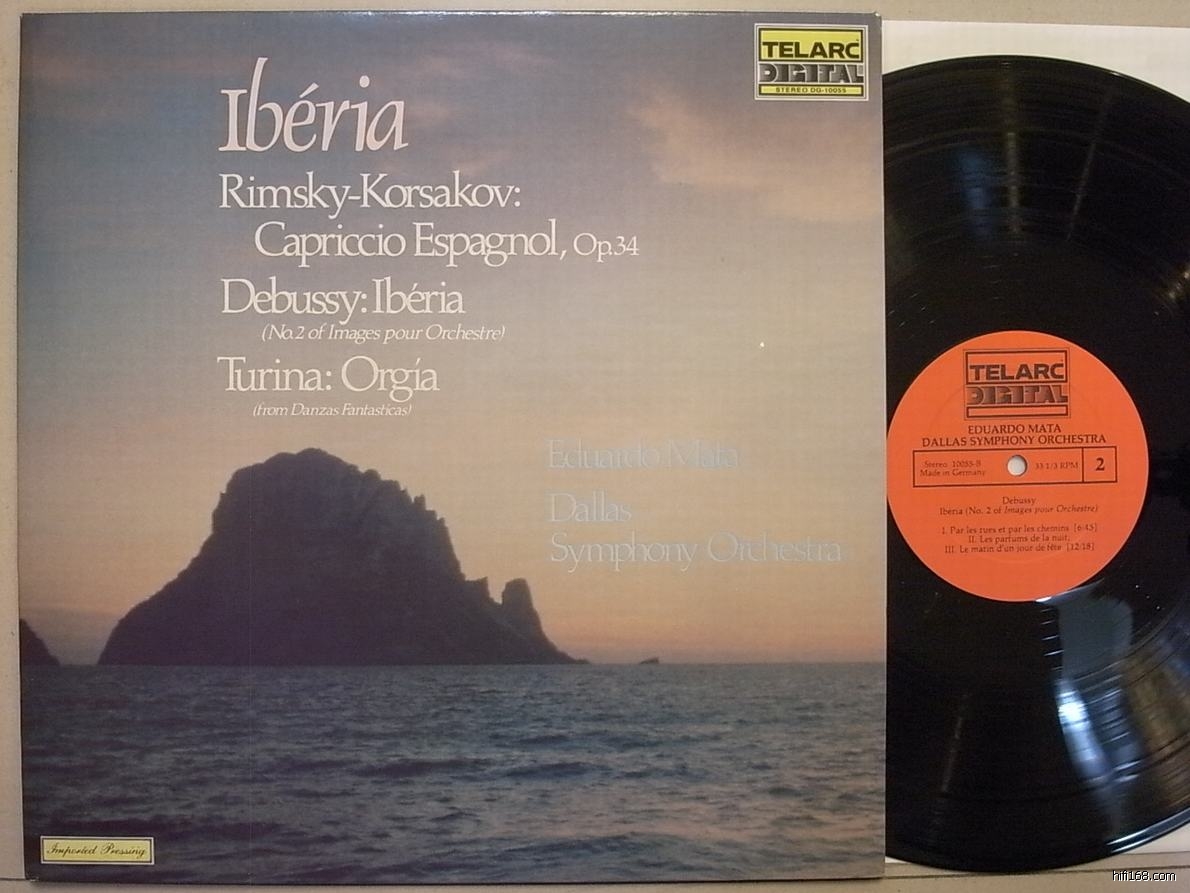 Ibéria
Rimsky-Korsakov:
Capriccio Espagnol, Op.34
Debussy: Ibéria
(No.2 of Images pour Orchestre)
Turina: Orgía
(from Danzas Fantasticas)
Eduardo Mata
Dallas
Symphony Orchestra
TELARC
DIGITAL
STEREO DG-10055
Imported Pressing
TELARC
DIGITAL
EDUARDO MATA
DALLAS SYMPHONY ORCHESTRA
Stereo 10055-B
Made in Germany
33 1/3 RPM
2
Debussy
Ibéria (No. 2 of Images pour Orchestre)
I. Par les rues et par les chemins [6:45]
II. Les parfums de la nuit;
III. Le matin d'un jour de fête [12:18]
hifi168.com